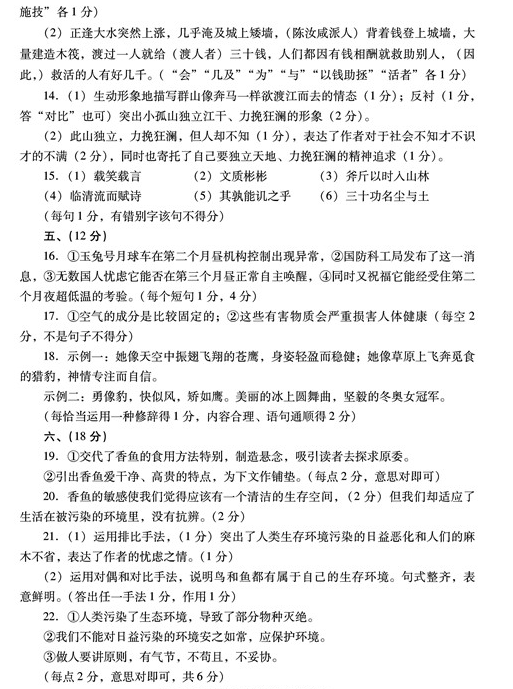 施技”各1分）
（2）正逢大水突然上涨，几乎淹及城上矮墙，（陈汝咸派人）背着钱登上城墙，大
量建造木筏，渡过一人就给（渡人者）三十钱，人们都因有钱相酬就救助别人，（因
此，）救活的人有好几千。（“会”“几及”“为”“与”“以钱助拯”“活者”各1分）
14.（1）生动形象地描写群山像奔马一样欲渡江而去的情态（1分）；反衬（1分，
答“对比”也可）突出小孤山独立江干、力挽狂澜的形象（2分）。
（2）此山独立，力挽狂澜，但人却不知（1分），表达了作者对于社会不知才不识
才的不满（2分），同时也寄托了自己要独立天地、力挽狂澜的精神追求（1分）。
15.（1）载笑载言　（2）文质彬彬　（3）斧斤以时入山林
（4）临清流而赋诗　（5）其孰能讥之乎　（6）三十功名尘与土
（每句1分，有错别字该句不得分）
五、（12分）
16. ①玉兔号月球车在第二个月昼机构控制出现异常，②国防科工局发布了这一消
息，③无数国人忧虑它能否在第三个月昼正常自主唤醒，④同时又祝福它能经受住第二
个月夜超低温的考验。（每个短句1分，4分）
17. ①空气的成分是比较固定的；②这些有害物质会严重损害人体健康（每空2
分，不是句子不得分）
18. 示例一：她像天空中振翅飞翔的苍鹰，身姿轻盈而稳健；她像草原上飞奔觅食
的猎豹，神情专注而自信。
示例二：勇像豹，快似风，矫如鹰。美丽的冰上圆舞曲，坚毅的冬奥女冠军。
（每恰当运用一种修辞得1分，内容合理、语句通顺得2分）
六、（18分）
19. ①交代了香鱼的食用方法特别，制造悬念，吸引读者去探求原委。
②引出香鱼爱干净、高贵的特点，为下文作铺垫。（每点2分，意思对即可）
20. 香鱼的敏感使我们觉得应该有一个清洁的生存空间，（2分）但我们却适应了
生活在被污染的环境里，没有抗辨。（2分）
21.（1）运用排比手法，（1分）突出了人类生存环境污染的日益恶化和人们的麻
木不省，表达了作者的忧虑之情。（1分）
（2）运用对偶和对比手法，说明鸟和鱼都有属于自己的生存环境。句式整齐，表
意鲜明。（答出任一手法1分，作用1分）
22. ①人类污染了生态环境，导致了部分物种灭绝。
②我们不能对日益污染的环境安之如常，应保护环境。
③做人要讲原则，有气节，不苟且，不妥协。
（每点2分，意思对即可，共6分）